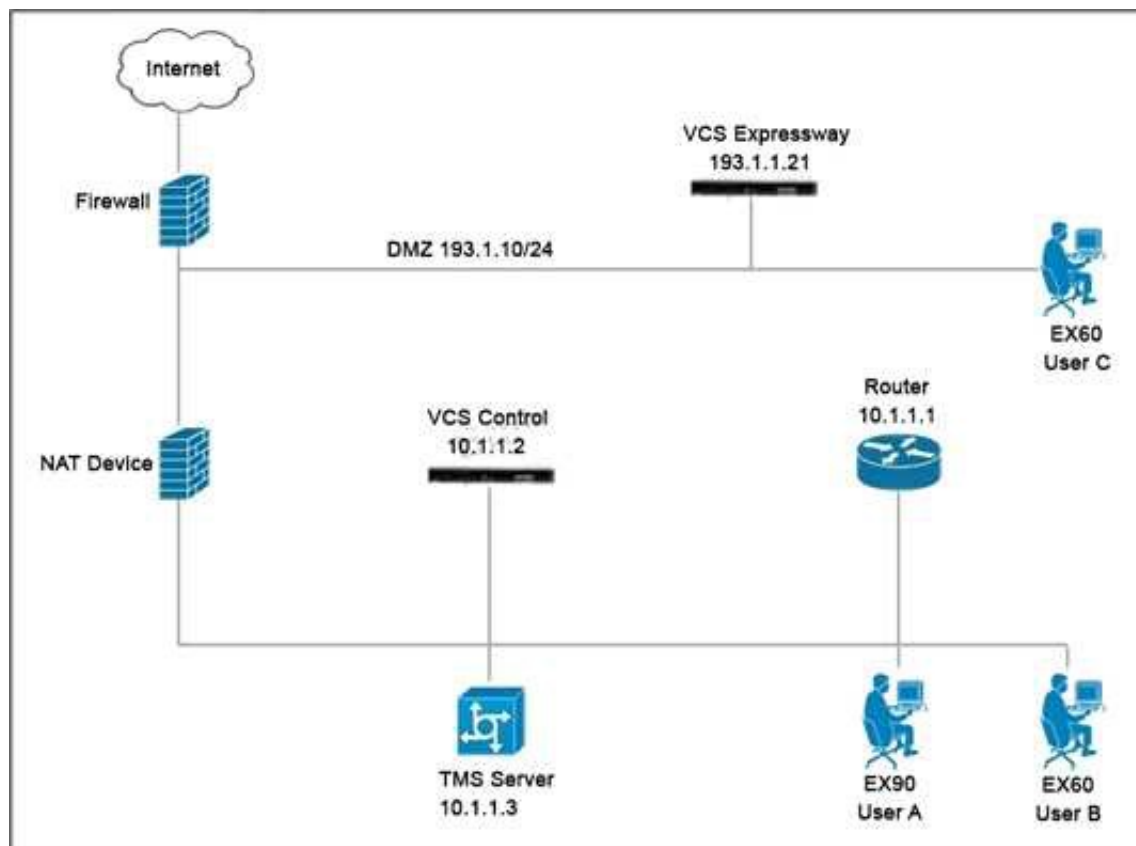 Internet
VCS Expressway
193.1.1.21
Firewall
DMZ 193.1.10/24
EX60
User C
Router
10.1.1.1
VCS Control
10.1.1.2
NAT Device
TMS Server
10.1.1.3
EX90
User A
EX60
User B